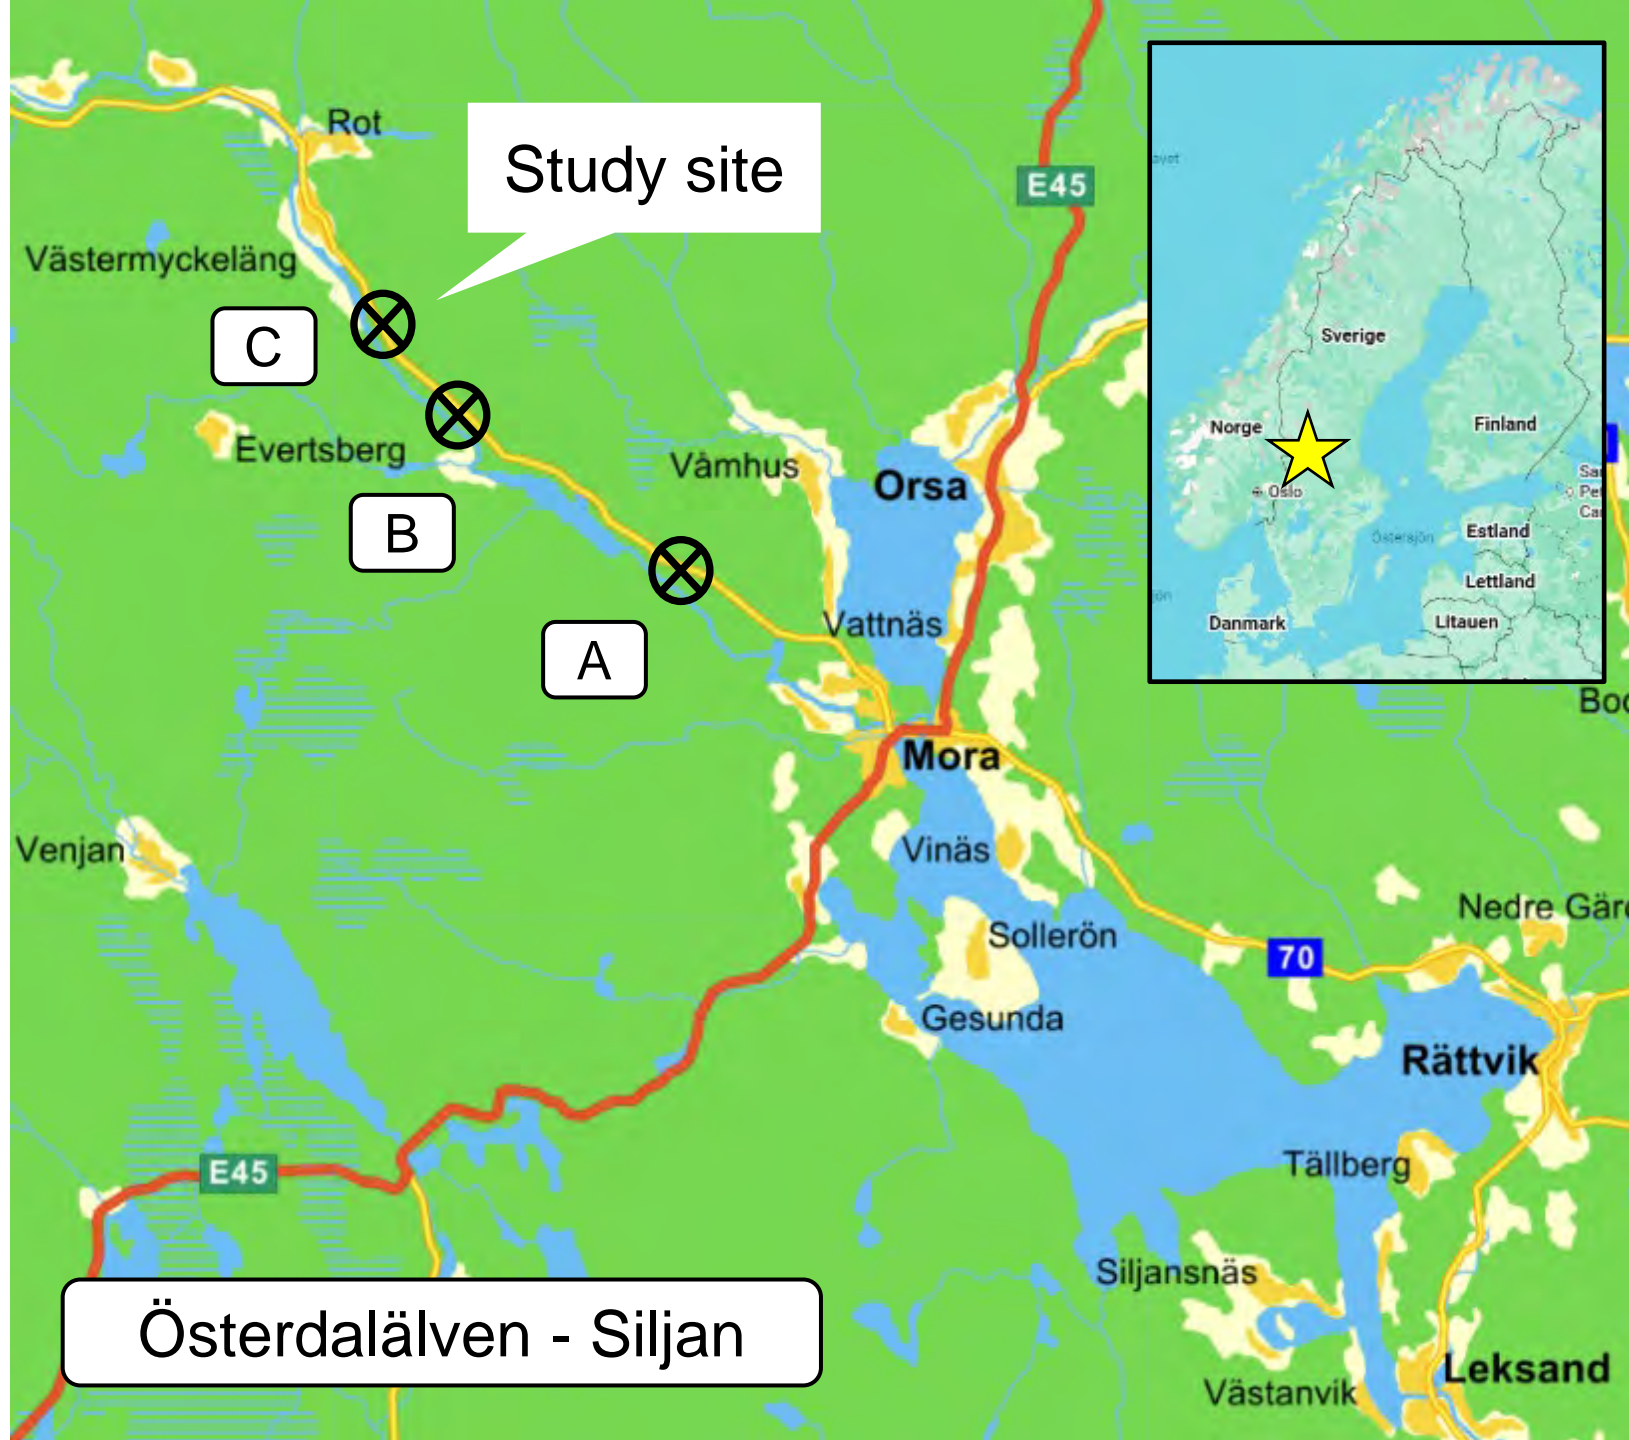 Rot
Study site
E45
Västermyckeläng
C
Evertsberg
B
Våmhus
Orsa
A
Vattnäs
Mora
Venjan
Vinäs
Sollerön
Gesunda
70
Nedre Gär
Rättvik
Tällberg
E45
Siljansnäs
Västanvik
Leksand
Österdalälven - Siljan
Sverige
Norge
Finland
Oslo
Östersjön
Estland
Lettland
Danmark
Litauen